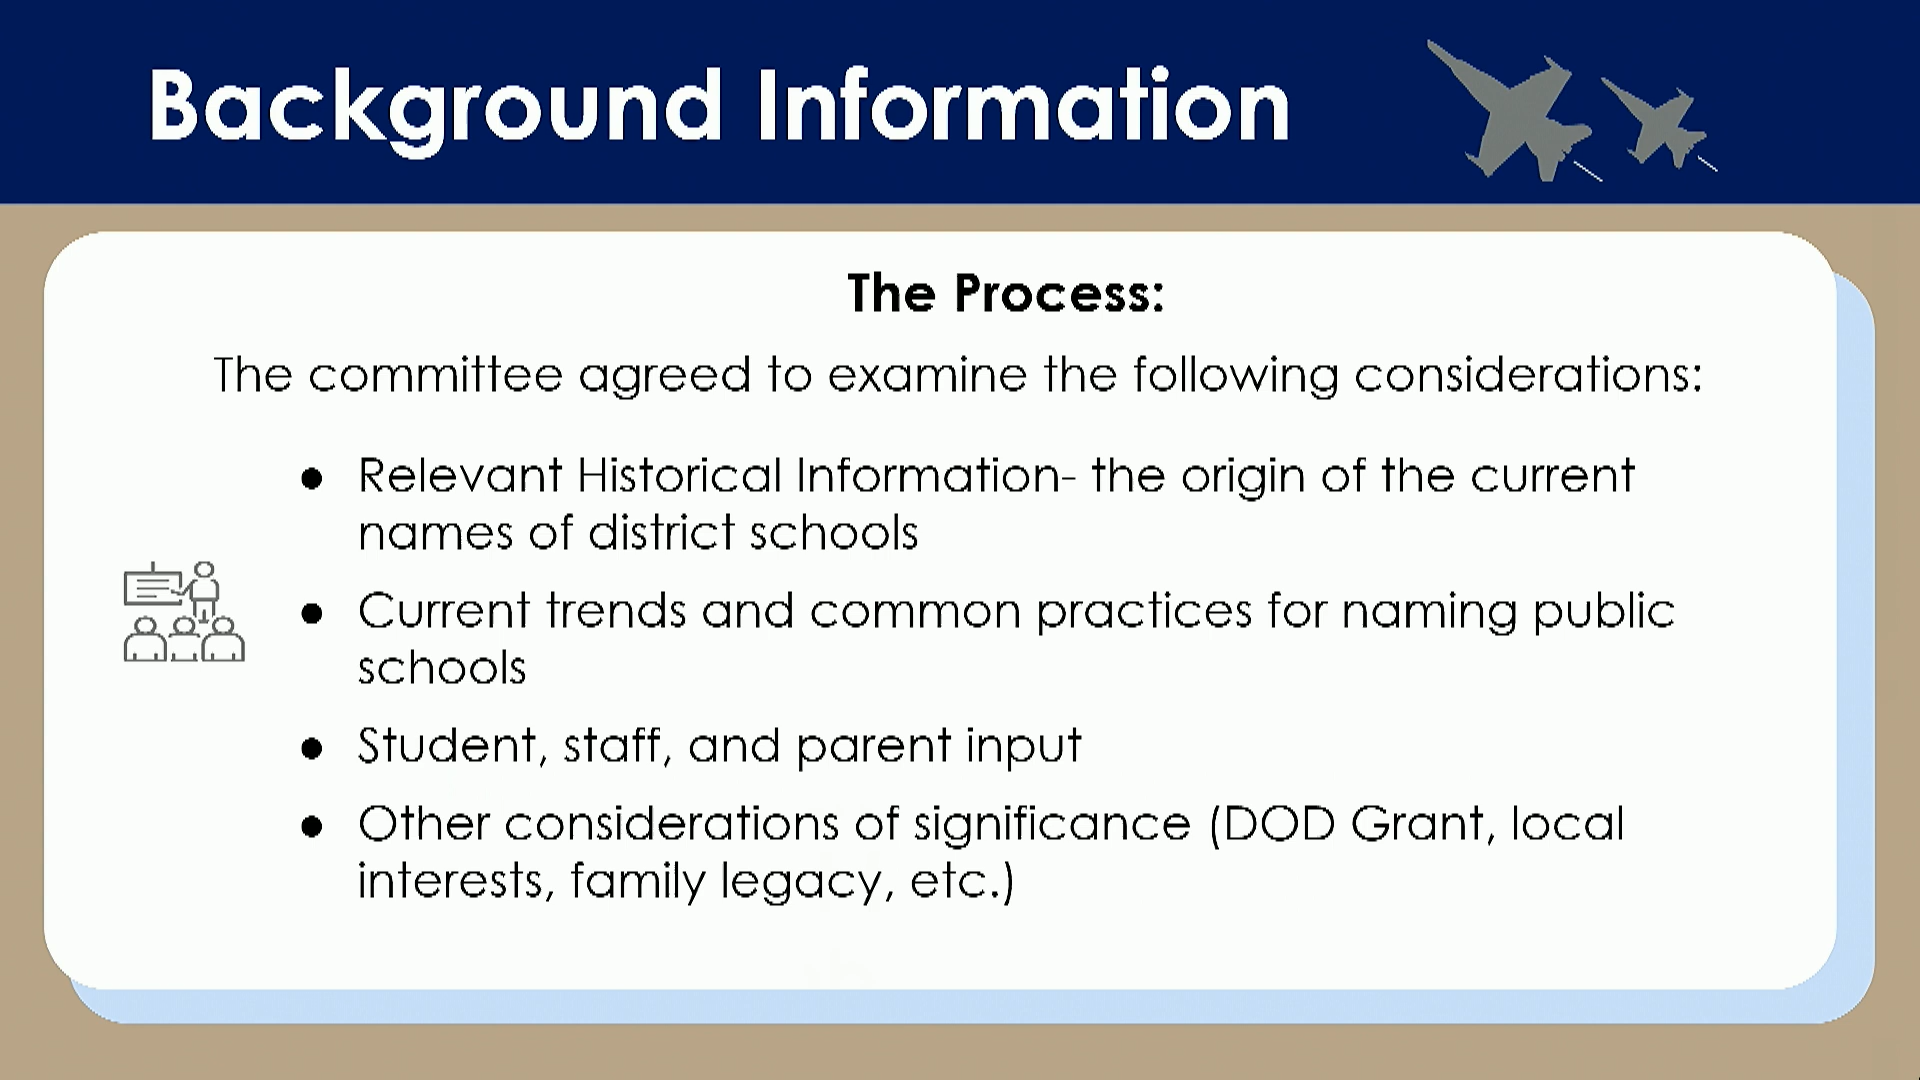 Background Information
The Process:
The committee agreed to examine the following considerations:
● Relevant Historical Information- the origin of the current
names of district schools
● Current trends and common practices for naming public
schools
● Student, staff, and parent input
● Other considerations of significance (DOD Grant, local
interests, family legacy, etc.)